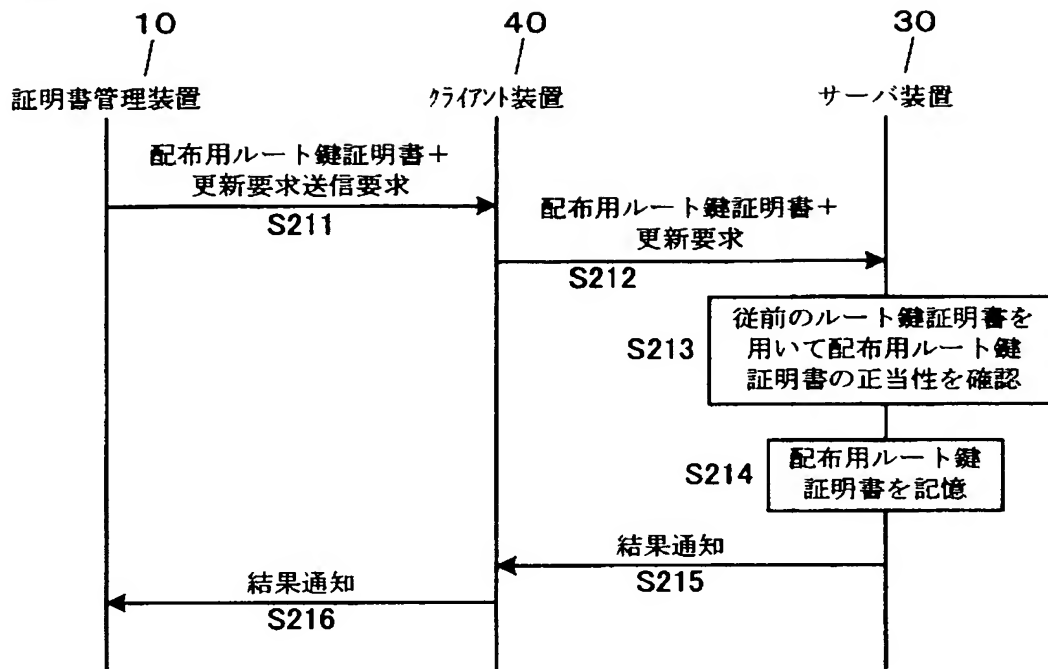 10
40
30
証明書管理装置
クライアント装置
サーバ装置
配布用ルート鍵証明書+
更新要求送信要求
S211
配布用ルート鍵証明書+
更新要求
S212
S213
従前のルート鍵証明書を
用いて配布用ルート鍵
証明書の正当性を確認
S214
配布用ルート鍵
証明書を記憶
結果通知
S215
結果通知
S216